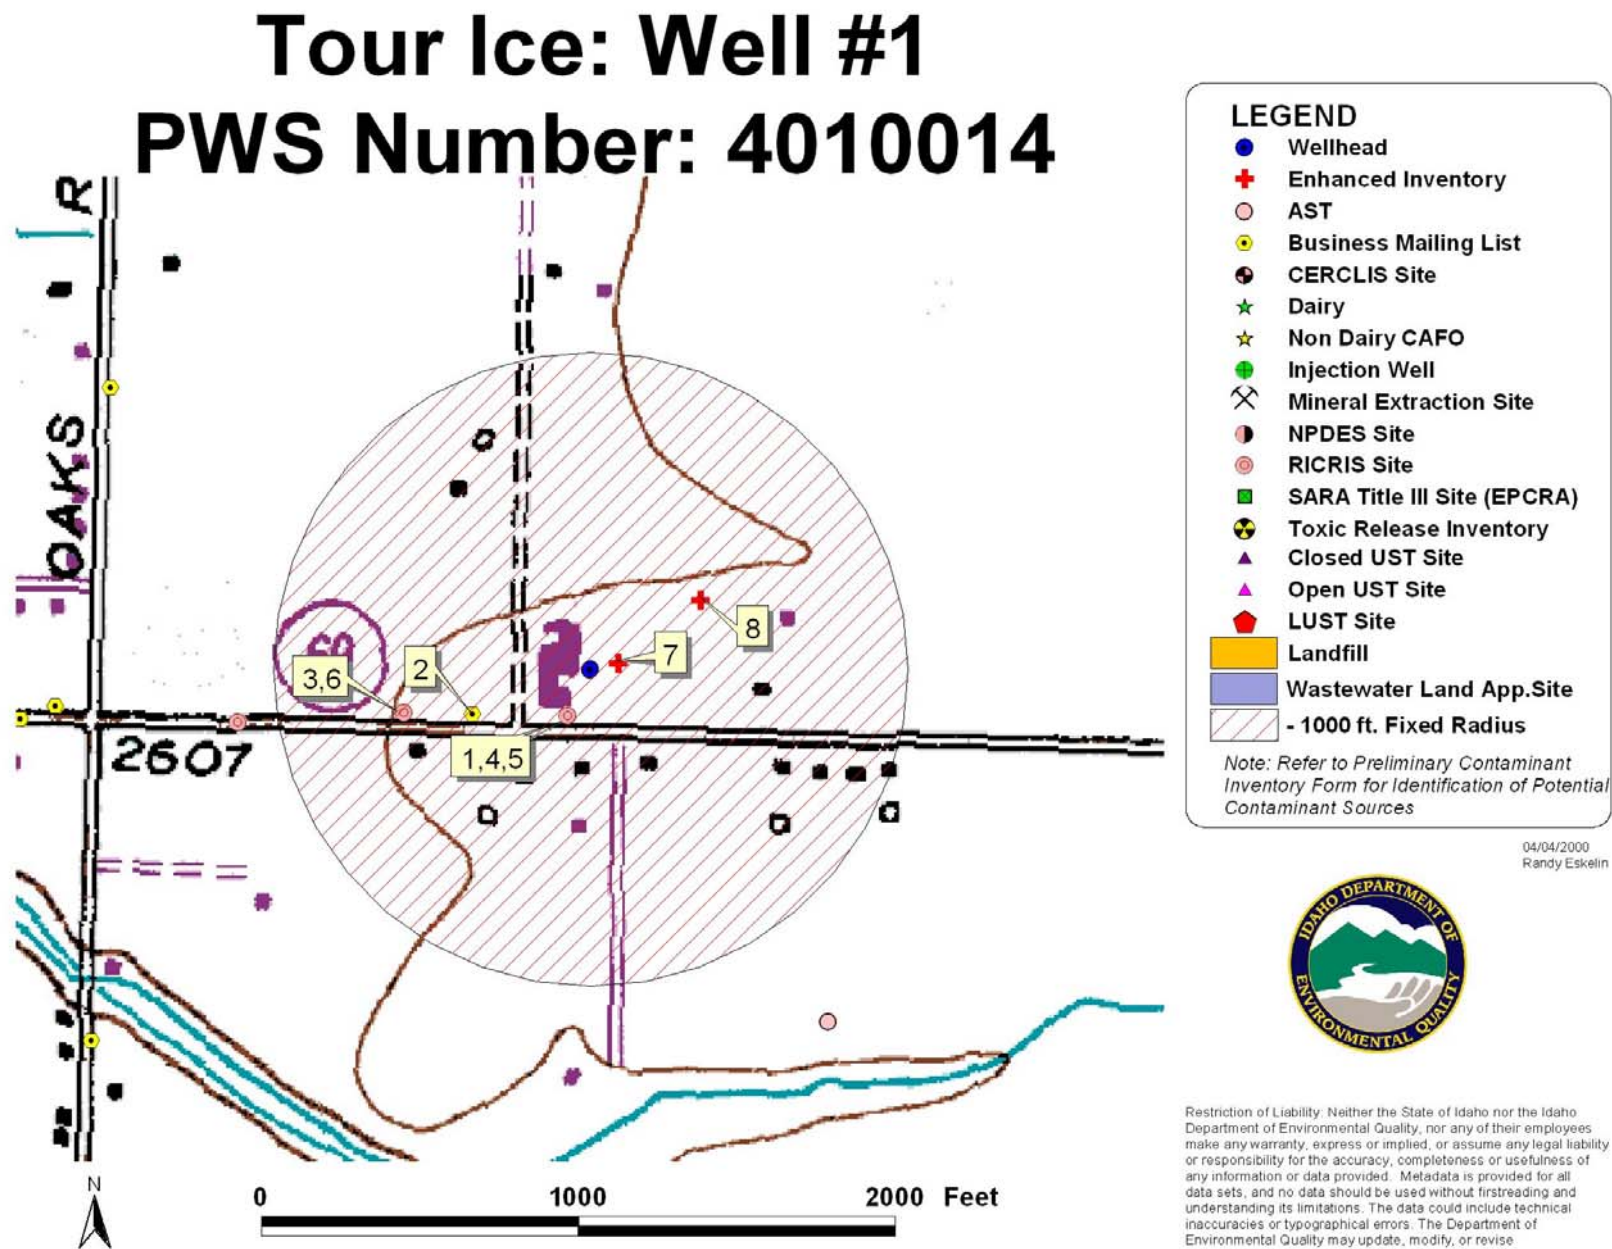 Tour Ice: Well #1
PWS Number: 4010014
OAKS R
3,6
2
7
8
1,4,5
2607
N
0 1000 2000 Feet
LEGEND
Wellhead
Enhanced Inventory
AST
Business Mailing List
CERCLIS Site
Dairy
Non Dairy CAFO
Injection Well
Mineral Extraction Site
NPDES Site
RICRIS Site
SARA Title III Site (EPCRA)
Toxic Release Inventory
Closed UST Site
Open UST Site
LUST Site
Landfill
Wastewater Land App.Site
- 1000 ft. Fixed Radius
Note: Refer to Preliminary Contaminant
Inventory Form for Identification of Potential
Contaminant Sources
04/04/2000
Randy Eskelin
IDAHO DEPARTMENT OF
ENVIRONMENTAL QUALITY
Restriction of Liability: Neither the State of Idaho nor the Idaho
Department of Environmental Quality, nor any of their employees
make any warranty, express or implied, or assume any legal liability
or responsibility for the accuracy, completeness or usefulness of
any information or data provided. Metadata is provided for all
data sets, and no data should be used without firstreading and
understanding its limitations. The data could include technical
inaccuracies or typographical errors. The Department of
Environmental Quality may update, modify, or revise